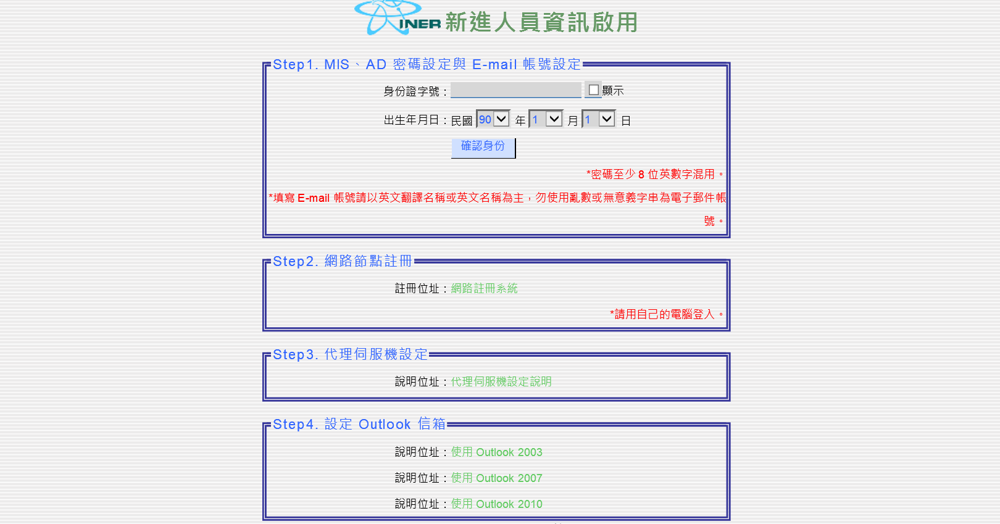 INER 新進人員資訊啟用
Step1. MIS、AD 密碼設定與 E-mail 帳號設定
身份證字號： 顯示
出生年月日：民國 90 年 1 月 1 日
確認身份
*密碼至少 8 位英數字混用。
*填寫 E-mail 帳號請以英文翻譯名稱或英文名稱為主，勿使用亂數或無意義字串為電子郵件帳
號。
Step2. 網路節點註冊
註冊位址：網路註冊系統
*請用自己的電腦登入。
Step3. 代理伺服機設定
說明位址：代理伺服機設定說明
Step4. 設定 Outlook 信箱
說明位址：使用 Outlook 2003
說明位址：使用 Outlook 2007
說明位址：使用 Outlook 2010